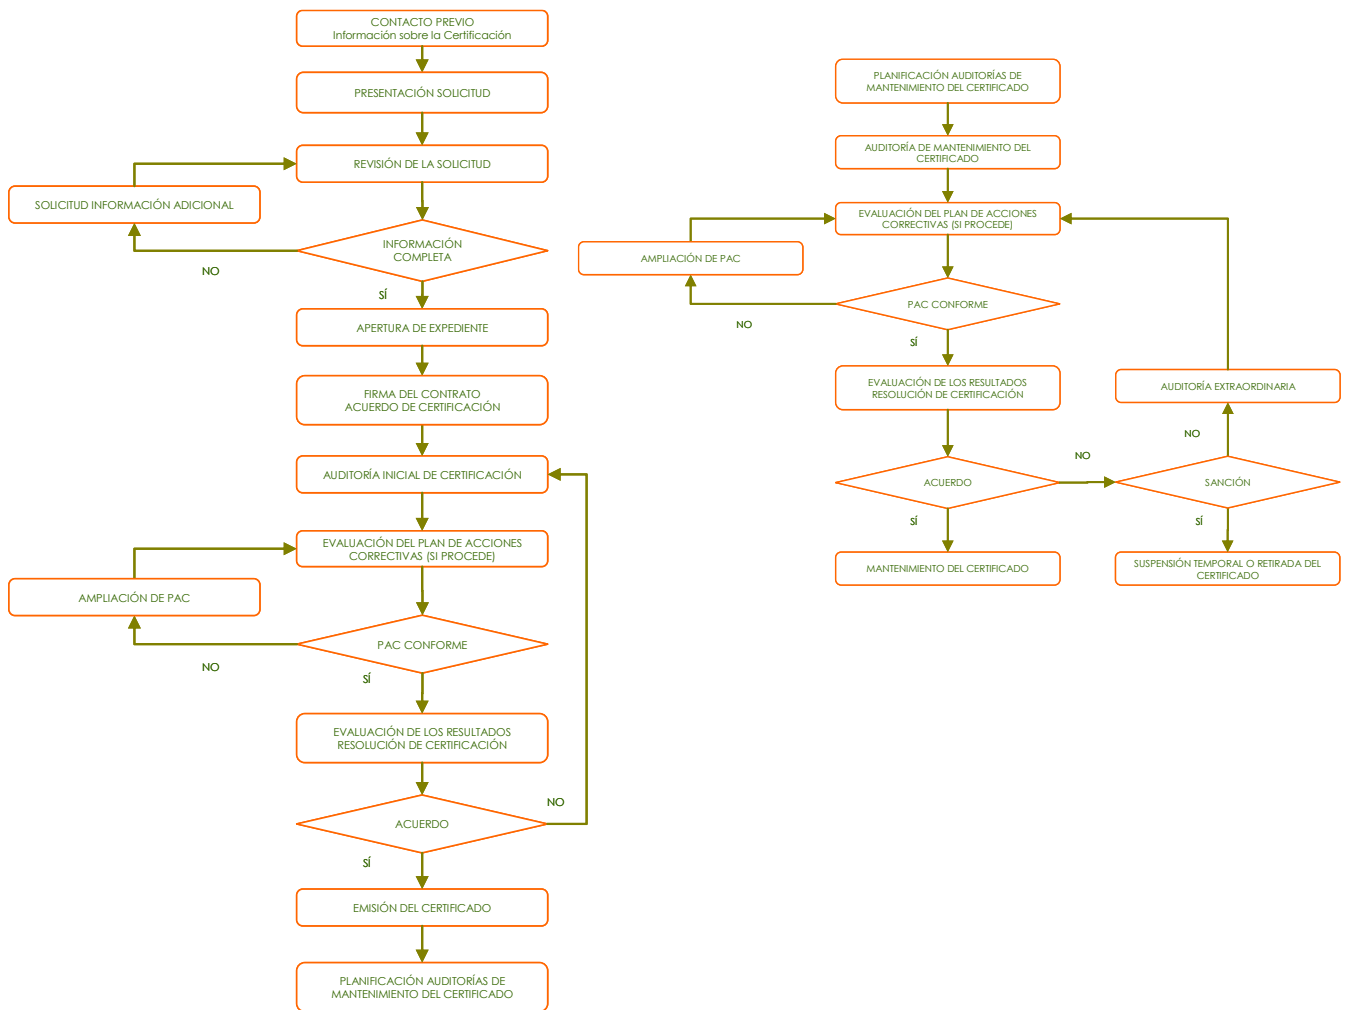 CONTACTO PREVIO
Información sobre la Certificación
PRESENTACIÓN SOLICITUD
REVISIÓN DE LA SOLICITUD
SOLICITUD INFORMACIÓN ADICIONAL
INFORMACIÓN
COMPLETA
NO
SÍ
APERTURA DE EXPEDIENTE
FIRMA DEL CONTRATO
ACUERDO DE CERTIFICACIÓN
AUDITORÍA INICIAL DE CERTIFICACIÓN
EVALUACIÓN DEL PLAN DE ACCIONES
CORRECTIVAS (SI PROCEDE)
AMPLIACIÓN DE PAC
PAC CONFORME
NO
SÍ
EVALUACIÓN DE LOS RESULTADOS
RESOLUCIÓN DE CERTIFICACIÓN
NO
ACUERDO
SÍ
EMISIÓN DEL CERTIFICADO
PLANIFICACIÓN AUDITORÍAS DE
MANTENIMIENTO DEL CERTIFICADO
PLANIFICACIÓN AUDITORÍAS DE
MANTENIMIENTO DEL CERTIFICADO
AUDITORÍA DE MANTENIMIENTO DEL
CERTIFICADO
EVALUACIÓN DEL PLAN DE ACCIONES
CORRECTIVAS (SI PROCEDE)
AMPLIACIÓN DE PAC
PAC CONFORME
NO
SÍ
EVALUACIÓN DE LOS RESULTADOS
RESOLUCIÓN DE CERTIFICACIÓN
AUDITORÍA EXTRAORDINARIA
NO
NO
ACUERDO
SANCIÓN
SÍ
SÍ
MANTENIMIENTO DEL CERTIFICADO
SUSPENSIÓN TEMPORAL O RETIRADA DEL
CERTIFICADO